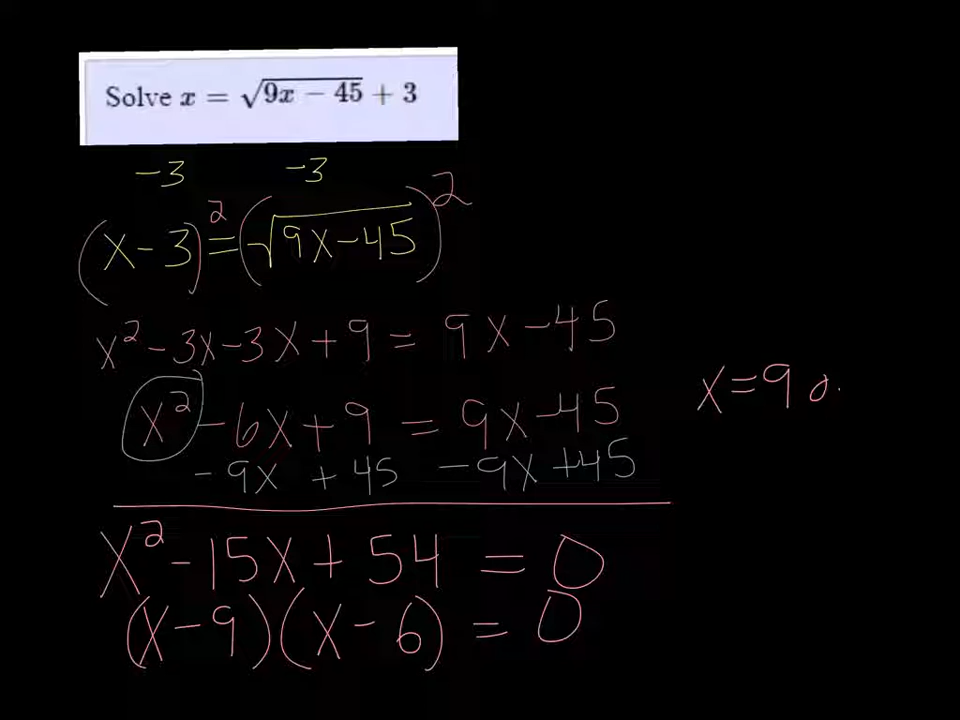 Solve x = √(9x − 45) + 3
−3 −3
(x−3)² = (√(9x−45))²
x²−3x−3x+9 = 9x−45
x²−6x+9 = 9x−45
−9x +45 −9x+45
x²−15x+54 = 0
(x−9)(x−6) = 0
x=9 o